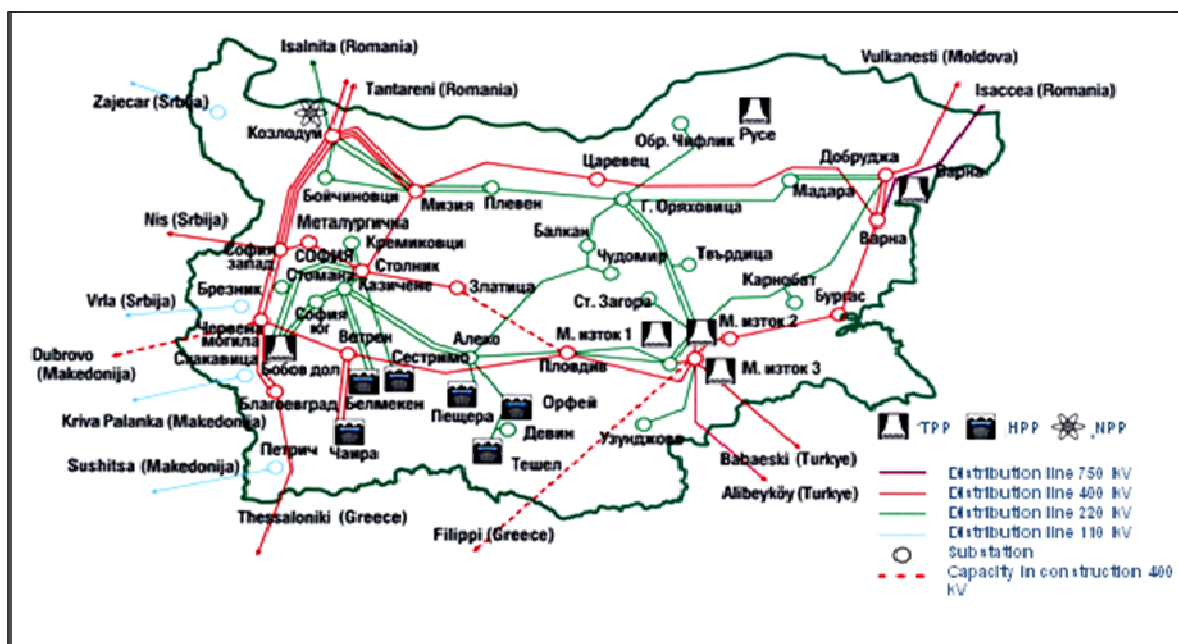 Isalnita (Romania)
Vulkanesti (Moldova)
Tantareni (Romania)
Isaccea (Romania)
Zajecar (Srbija)
Козлодуй
Обр. Чифлик
Русе
Царевец
Добруджа
Варна
Бойчиновци
Мизия
Плевен
Мадара
Г. Оряховица
Nis (Srbija)
Металургична
Кремиковци
Балкан
Варна
София
запад
СОФИЯ
Столник
Чудомир
Твърдица
Стомана
Карнобат
Брезник
Казичене
Златица
Ст. Загора
Бургас
Vrla (Srbija)
София
юг
Червена
могила
Ветрен
Алеко
М. изток 1
М. изток 2
Dubrovo
(Makedonija)
Скакавица
Сестримо
Пловдив
М. изток 3
Бобов дол
Благоевград
Белмекен
Пещера
Орфей
Kriva Palanka (Makedonija)
Девин
Узунджово
TPP
HPP
NPP
Петрич
Чаира
Тешел
Babaeski (Turkye)
Sushitsa (Makedonija)
Alibeyköy (Turkye)
Thessaloniki (Greece)
Filippi (Greece)
Distribution line 750 kV
Distribution line 400 kV
Distribution line 220 kV
Distribution line 110 kV
Substation
Capacity in construction 400
kV